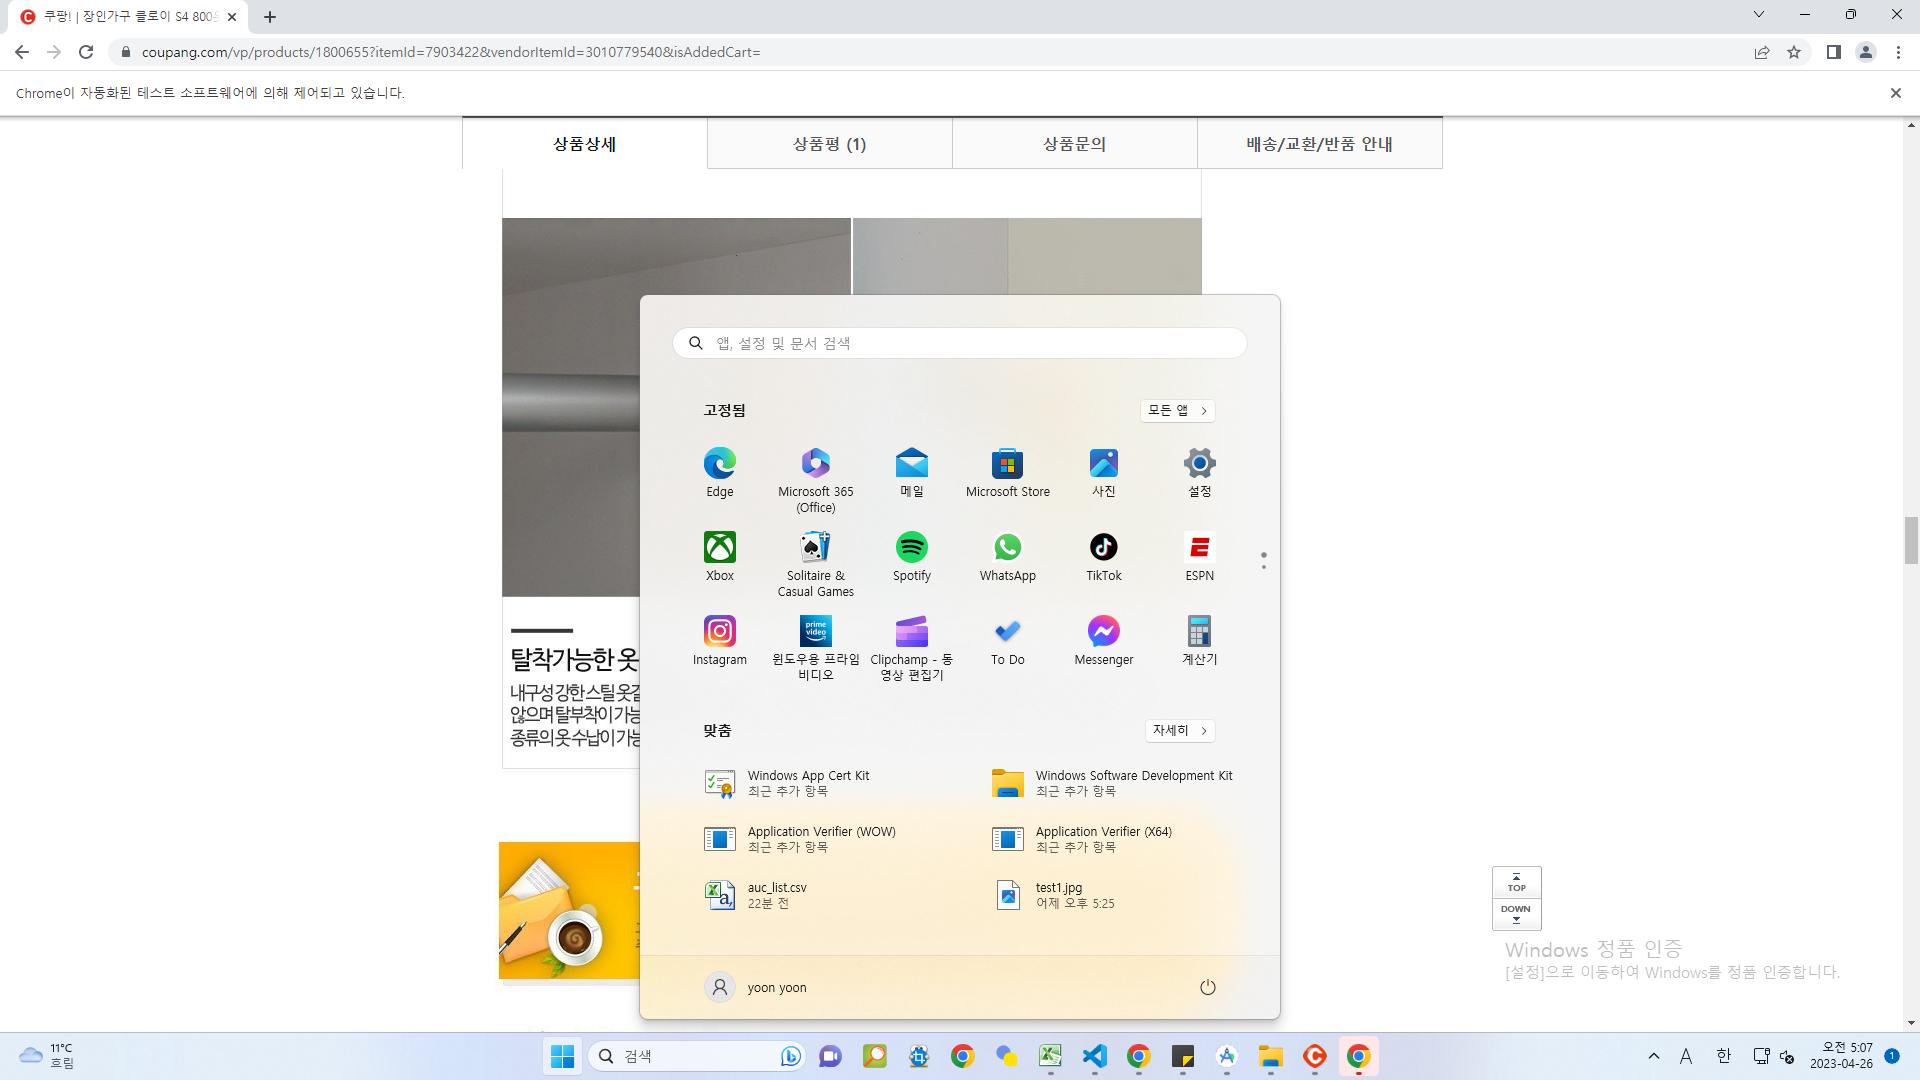 쿠팡! | 장인가구 클로이 S4 800
coupang.com/vp/products/1800655?itemId=7903422&vendorItemId=3010779540&isAddedCart=
Chrome이 자동화된 테스트 소프트웨어에 의해 제어되고 있습니다.
상품상세
상품평 (1)
상품문의
배송/교환/반품 안내
앱, 설정 및 문서 검색
고정됨
모든 앱
Edge
Microsoft 365
(Office)
메일
Microsoft Store
사진
설정
Xbox
Solitaire &
Casual Games
Spotify
WhatsApp
TikTok
ESPN
Instagram
prime
video
윈도우용 프라임
비디오
Clipchamp - 동
영상 편집기
To Do
Messenger
계산기
탈착가능한 옷
내구성 강한 스틸 옷걸
않으며 탈부착이 가능
종류의 옷 수납이 가능
맞춤
자세히
Windows App Cert Kit
최근 추가 항목
Windows Software Development Kit
최근 추가 항목
Application Verifier (WOW)
최근 추가 항목
Application Verifier (X64)
최근 추가 항목
auc_list.csv
22분 전
test1.jpg
어제 오후 5:25
yoon yoon
TOP
DOWN
Windows 정품 인증
[설정]으로 이동하여 Windows를 정품 인증합니다.
11°C
흐림
검색
A
한
오전 5:07
2023-04-26
1